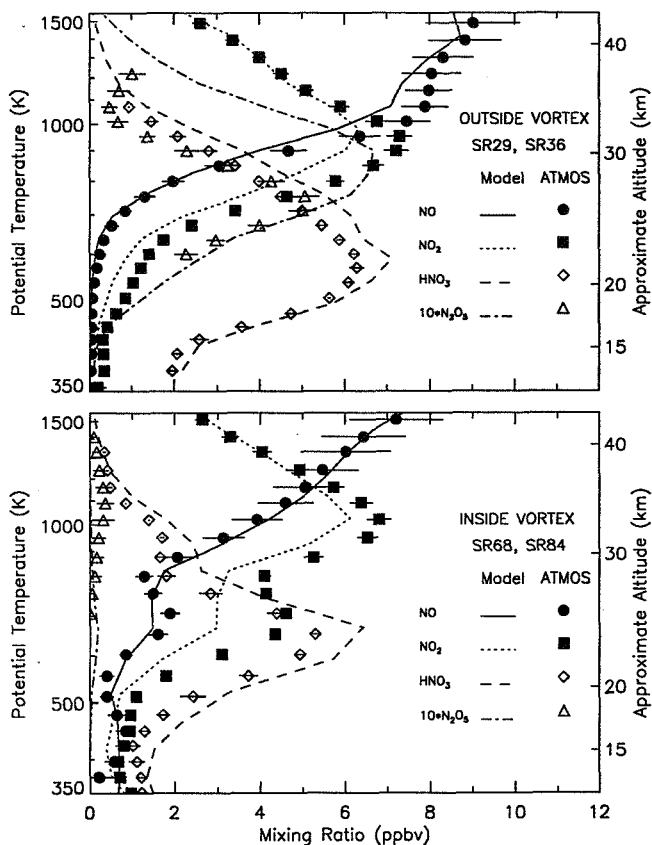 1500
1000
500
350
Potential Temperature (K)
40
30
20
15
Approximate Altitude (km)
OUTSIDE VORTEX
SR29, SR36
Model ATMOS
NO
NO₂
HNO₃
10*N₂O₅
1500
1000
500
350
Potential Temperature (K)
40
30
20
15
Approximate Altitude (km)
INSIDE VORTEX
SR68, SR84
Model ATMOS
NO
NO₂
HNO₃
10*N₂O₅
0 2 4 6 8 10 12
Mixing Ratio (ppbv)